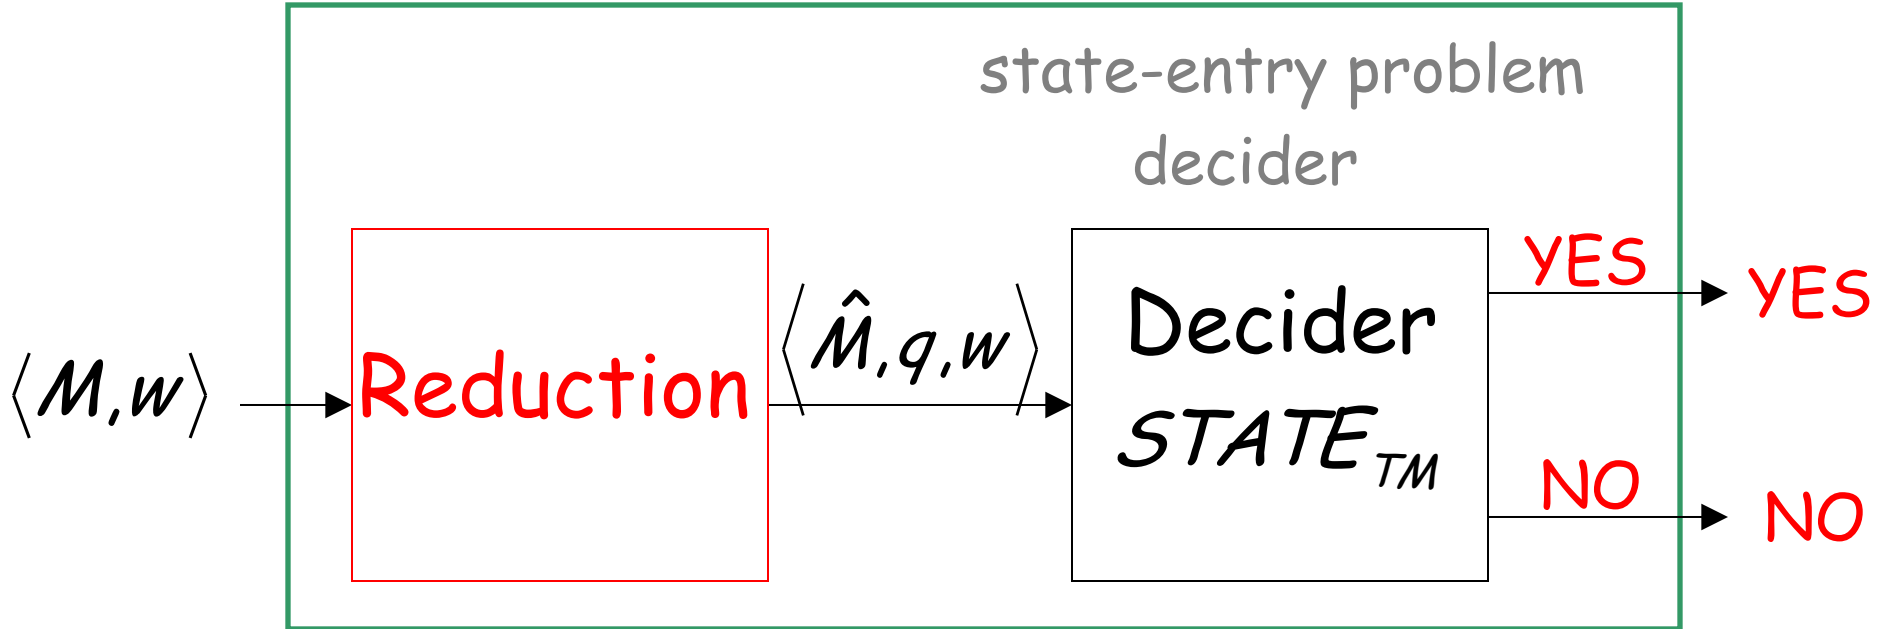 state-entry problem
decider
⟨M,w⟩
Reduction
⟨M̂,q,w⟩
Decider
STATE_TM
YES
YES
NO
NO